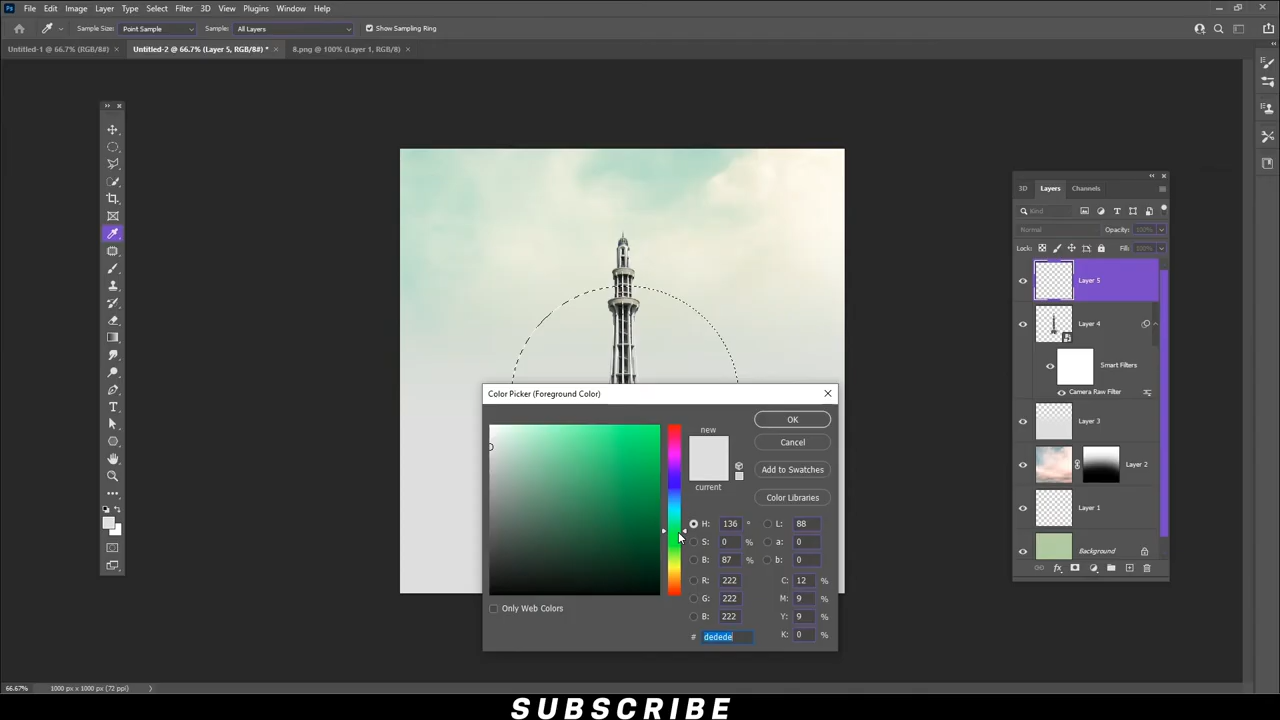 Ps File Edit Image Layer Type Select Filter 3D View Plugins Window Help
Sample Size: Point Sample Sample: All Layers Show Sampling Ring
Untitled-1 @ 66.7% (RGB/8#) × Untitled-2 @ 66.7% (Layer 5, RGB/8#) * × 8.png @ 100% (Layer 1, RGB/8) ×
3D Layers Channels
Kind
Normal Opacity: 100%
Lock: Fill: 100%
Layer 5
Layer 4
Smart Filters
Camera Raw Filter
Layer 3
Layer 2
Layer 1
Background
fx
Color Picker (Foreground Color)
new
current
OK
Cancel
Add to Swatches
Color Libraries
H: 136 ° L: 88
S: 0 % a: 0
B: 87 % b: 0
R: 222 C: 12 %
G: 222 M: 9 %
B: 222 Y: 9 %
# dedede K: 0 %
Only Web Colors
66.67% 1000 px x 1000 px (72 ppi)
SUBSCRIBE